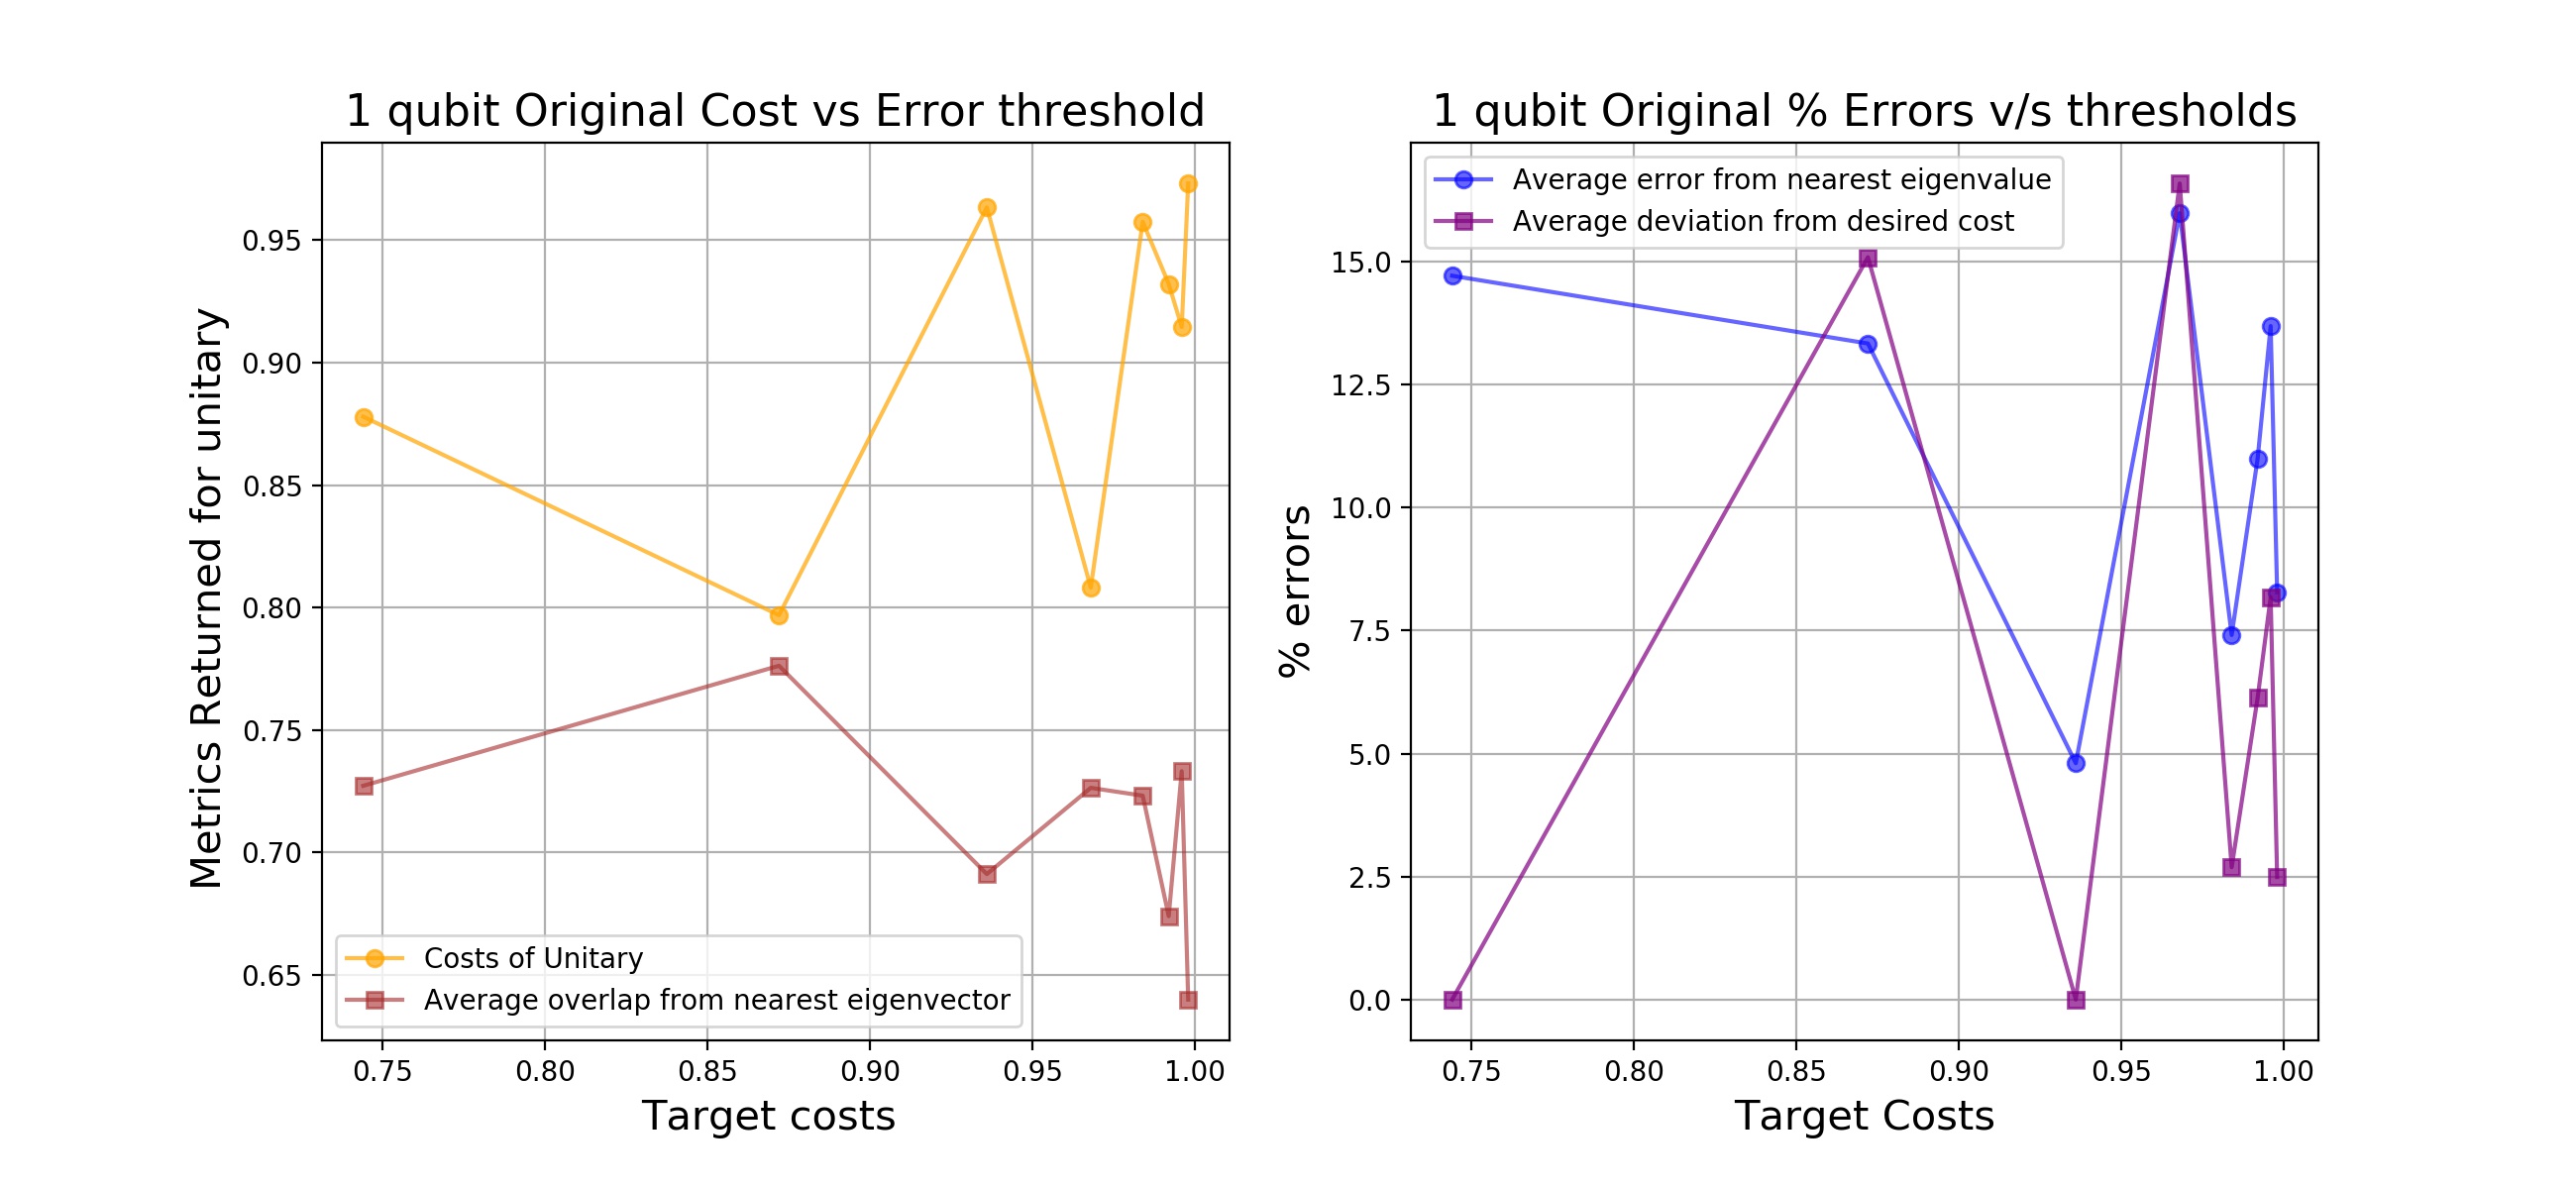 1 qubit Original Cost vs Error threshold
Metrics Returned for unitary
0.95
0.90
0.85
0.80
0.75
0.70
0.65
Costs of Unitary
Average overlap from nearest eigenvector
0.75 0.80 0.85 0.90 0.95 1.00
Target costs
1 qubit Original % Errors v/s thresholds
Average error from nearest eigenvalue
Average deviation from desired cost
% errors
15.0
12.5
10.0
7.5
5.0
2.5
0.0
0.75 0.80 0.85 0.90 0.95 1.00
Target Costs